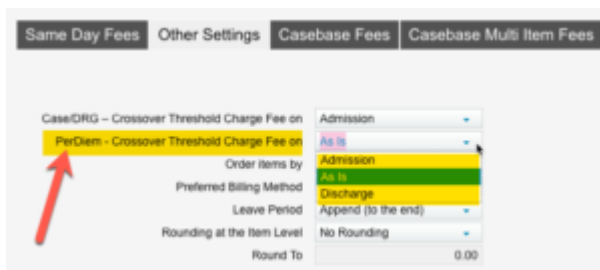 Same Day Fees Other Settings Casebase Fees Casebase Multi Item Fees
Case/DRG – Crossover Threshold Charge Fee on Admission
PerDiem - Crossover Threshold Charge Fee on As Is
Order items by Admission
As Is
Preferred Billing Method Discharge
Leave Period Append (to the end)
Rounding at the Item Level No Rounding
Round To 0.00